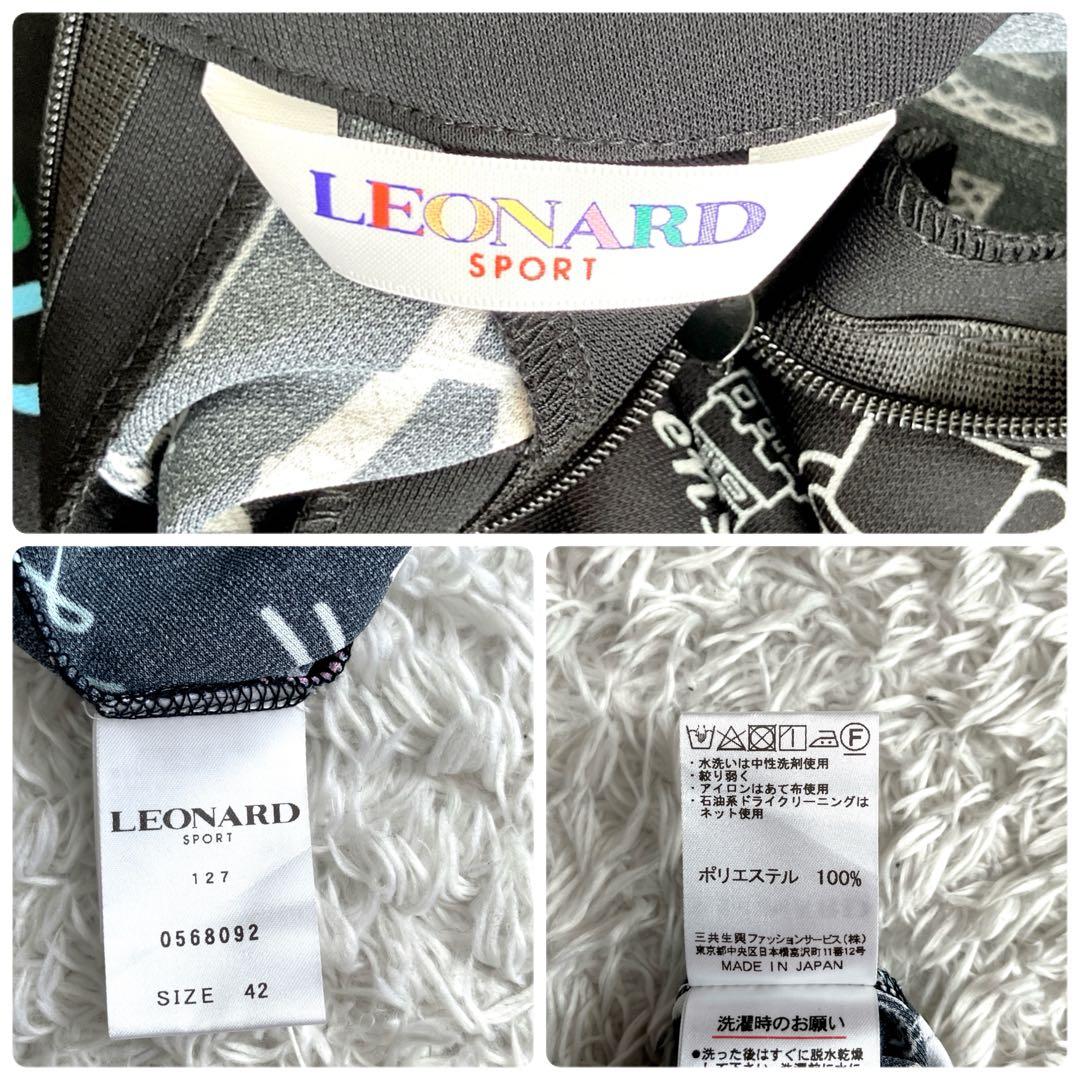 LEONARD
SPORT
en
LEONARD
SPORT
127
0568092
SIZE 42
F
・水洗いは中性洗剤使用
・絞り弱く
・アイロンはあて布使用
・石油系ドライクリーニングは
ネット使用
ポリエステル 100%
三共生興ファッションサービス(株)
東京都中央区日本橋富沢町11番12号
MADE IN JAPAN
洗濯時のお願い
●洗った後はすぐに脱水乾燥